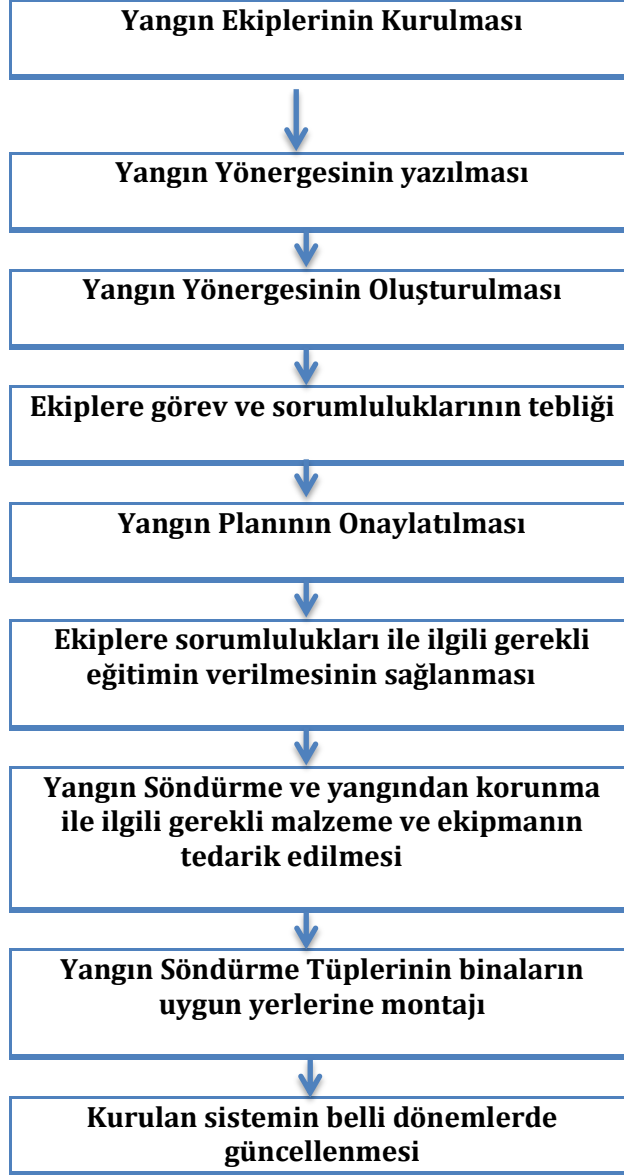 Yangın Ekiplerinin Kurulması
Yangın Yönergesinin yazılması
Yangın Yönergesinin Oluşturulması
Ekiplere görev ve sorumluluklarının tebliği
Yangın Planının Onaylatılması
Ekiplere sorumlulukları ile ilgili gerekli
eğitimin verilmesinin sağlanması
Yangın Söndürme ve yangından korunma
ile ilgili gerekli malzeme ve ekipmanın
tedarik edilmesi
Yangın Söndürme Tüplerinin binaların
uygun yerlerine montajı
Kurulan sistemin belli dönemlerde
güncellenmesi